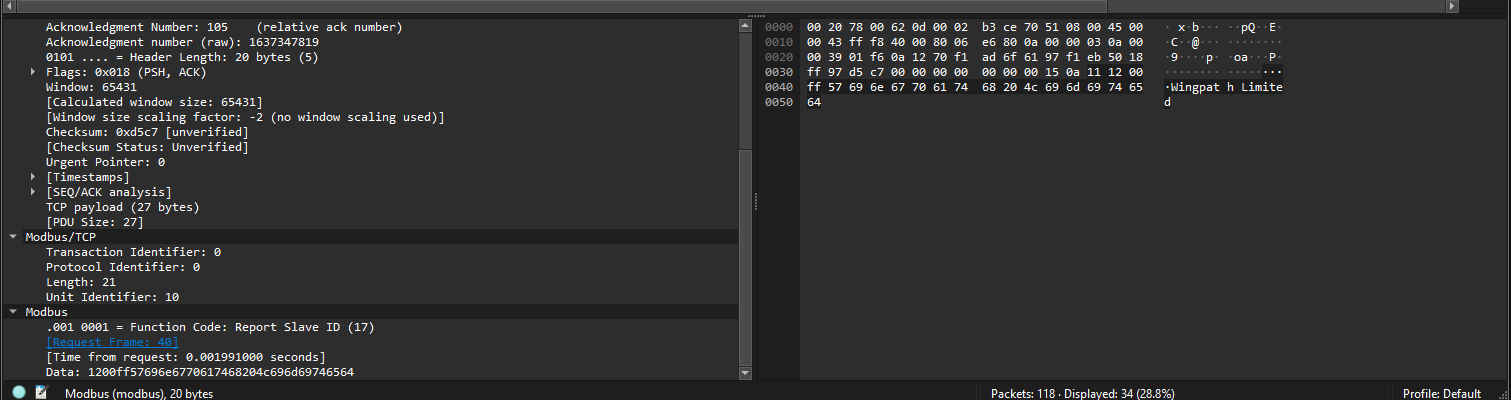 Acknowledgment Number: 105    (relative ack number)
Acknowledgment number (raw): 1637347819
0101 .... = Header Length: 20 bytes (5)
Flags: 0x018 (PSH, ACK)
Window: 65431
[Calculated window size: 65431]
[Window size scaling factor: -2 (no window scaling used)]
Checksum: 0xd5c7 [unverified]
[Checksum Status: Unverified]
Urgent Pointer: 0
[Timestamps]
[SEQ/ACK analysis]
TCP payload (27 bytes)
[PDU Size: 27]
Modbus/TCP
Transaction Identifier: 0
Protocol Identifier: 0
Length: 21
Unit Identifier: 10
Modbus
.001 0001 = Function Code: Report Slave ID (17)
[Request Frame: 40]
[Time from request: 0.001991000 seconds]
Data: 1200ff57696e6770617468204c696d69746564
0000 00 20 78 00 62 0d 00 02 b3 ce 70 51 08 00 45 00 · x·b··· ··pQ··E·
0010 00 43 ff f8 40 00 80 06 e6 80 0a 00 00 03 0a 00 ·C··@··· ········
0020 00 39 01 f6 0a 12 70 f1 ad 6f 61 97 f1 eb 50 18 ·9····p· ·oa···P·
0030 ff 97 d5 c7 00 00 00 00 00 00 00 15 0a 11 12 00 ········ ········
0040 ff 57 69 6e 67 70 61 74 68 20 4c 69 6d 69 74 65 ·Wingpat h Limite
0050 64 d
Modbus (modbus), 20 bytes
Packets: 118 · Displayed: 34 (28.8%)
Profile: Default